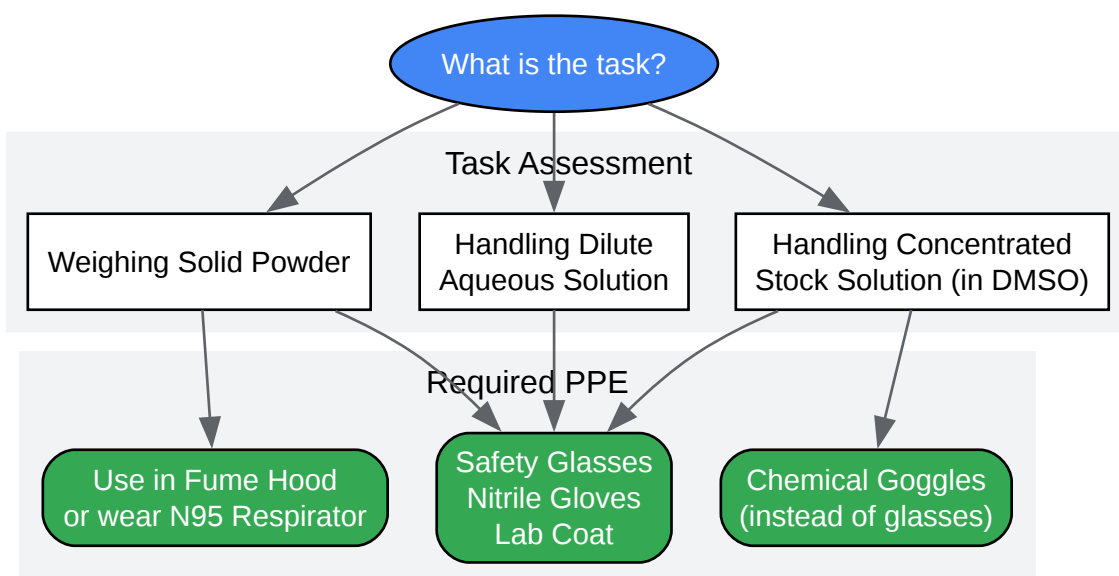 What is the task?
Task Assessment
Weighing Solid Powder
Handling Dilute
Aqueous Solution
Handling Concentrated
Stock Solution (in DMSO)
Required PPE
Use in Fume Hood
or wear N95 Respirator
Safety Glasses
Nitrile Gloves
Lab Coat
Chemical Goggles
(instead of glasses)